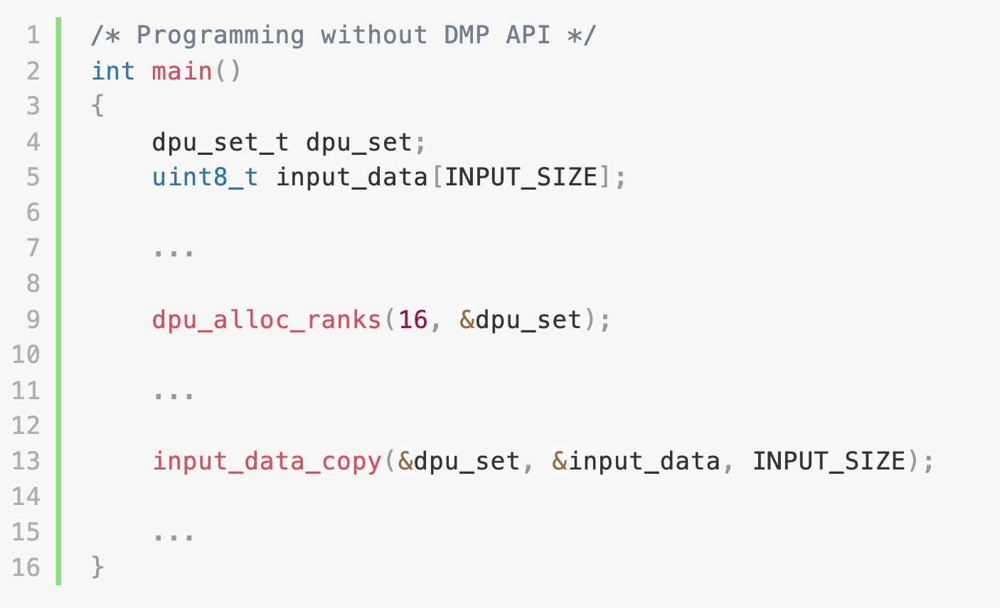 1 /* Programming without DMP API */
2 int main()
3 {
4     dpu_set_t dpu_set;
5     uint8_t input_data[INPUT_SIZE];
6
7     ...
8
9     dpu_alloc_ranks(16, &dpu_set);
10
11     ...
12
13     input_data_copy(&dpu_set, &input_data, INPUT_SIZE);
14
15     ...
16 }